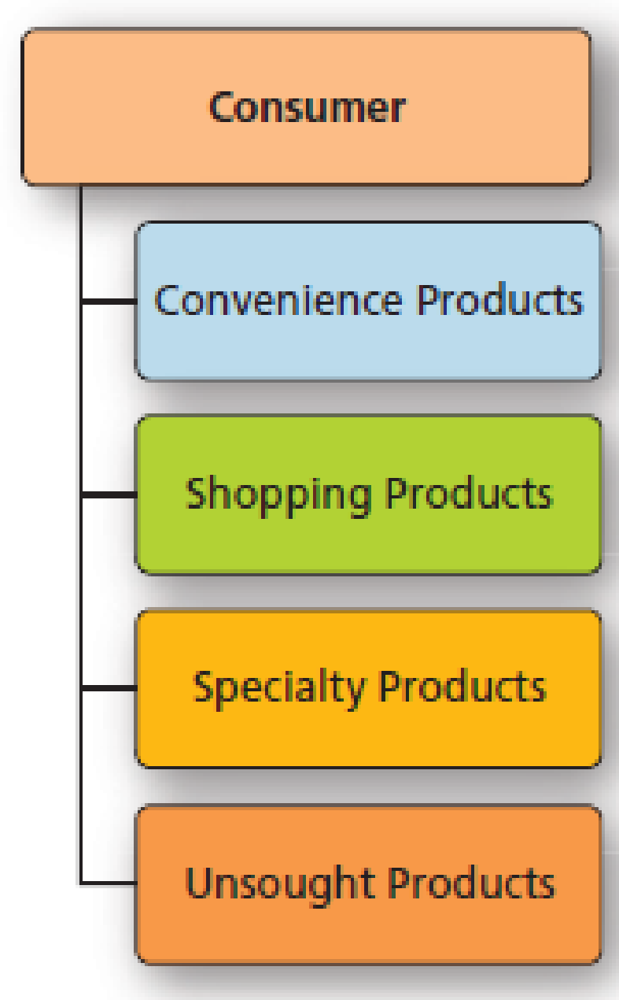 Consumer
Convenience Products
Shopping Products
Specialty Products
Unsought Products